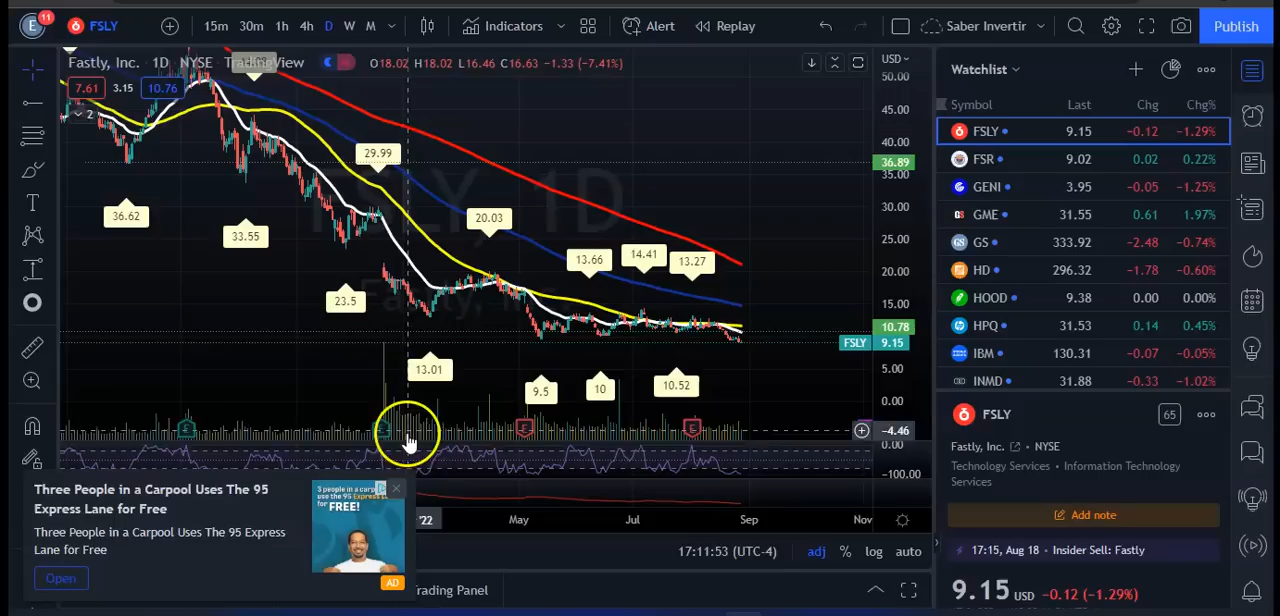 E
11
FSLY
15m 30m 1h 4h D W M
Indicators
Alert
Replay
Saber Invertir
Publish
Fastly, Inc. 1D NYSE TradingView
O18.02 H18.02 L16.46 C16.63 −1.33 (−7.41%)
7.61 3.15 10.76
2
FSLY, 1D
Fastly, Inc.
USD
50.00
45.00
40.00
36.89
35.00
30.00
25.00
20.00
15.00
10.78
FSLY 9.15
5.00
0.00
−4.46
0.00
−100.00
29.99
36.62
33.55
20.03
23.5
13.66
14.41
13.27
13.01
9.5
10
10.52
E
E
E
E
'22
May
Jul
Sep
Nov
17:11:53 (UTC-4)
adj % log auto
Trading Panel
Three People in a Carpool Uses The 95
Express Lane for Free
Three People in a Carpool Uses The 95 Express
Lane for Free
Open
AD
FREE!
Watchlist
Symbol Last Chg Chg%
FSLY 9.15 −0.12 −1.29%
FSR 9.02 0.02 0.22%
GENI 3.95 −0.05 −1.25%
GME 31.55 0.61 1.97%
GS 333.92 −2.48 −0.74%
HD 296.32 −1.78 −0.60%
HOOD 9.38 0.00 0.00%
HPQ 31.53 0.14 0.45%
IBM 130.31 −0.07 −0.05%
INMD 31.88 −0.33 −1.02%
FSLY
65
Fastly, Inc. • NYSE
Technology Services • Information Technology
Services
Add note
17:15, Aug 18 • Insider Sell: Fastly
9.15 USD −0.12 (−1.29%)